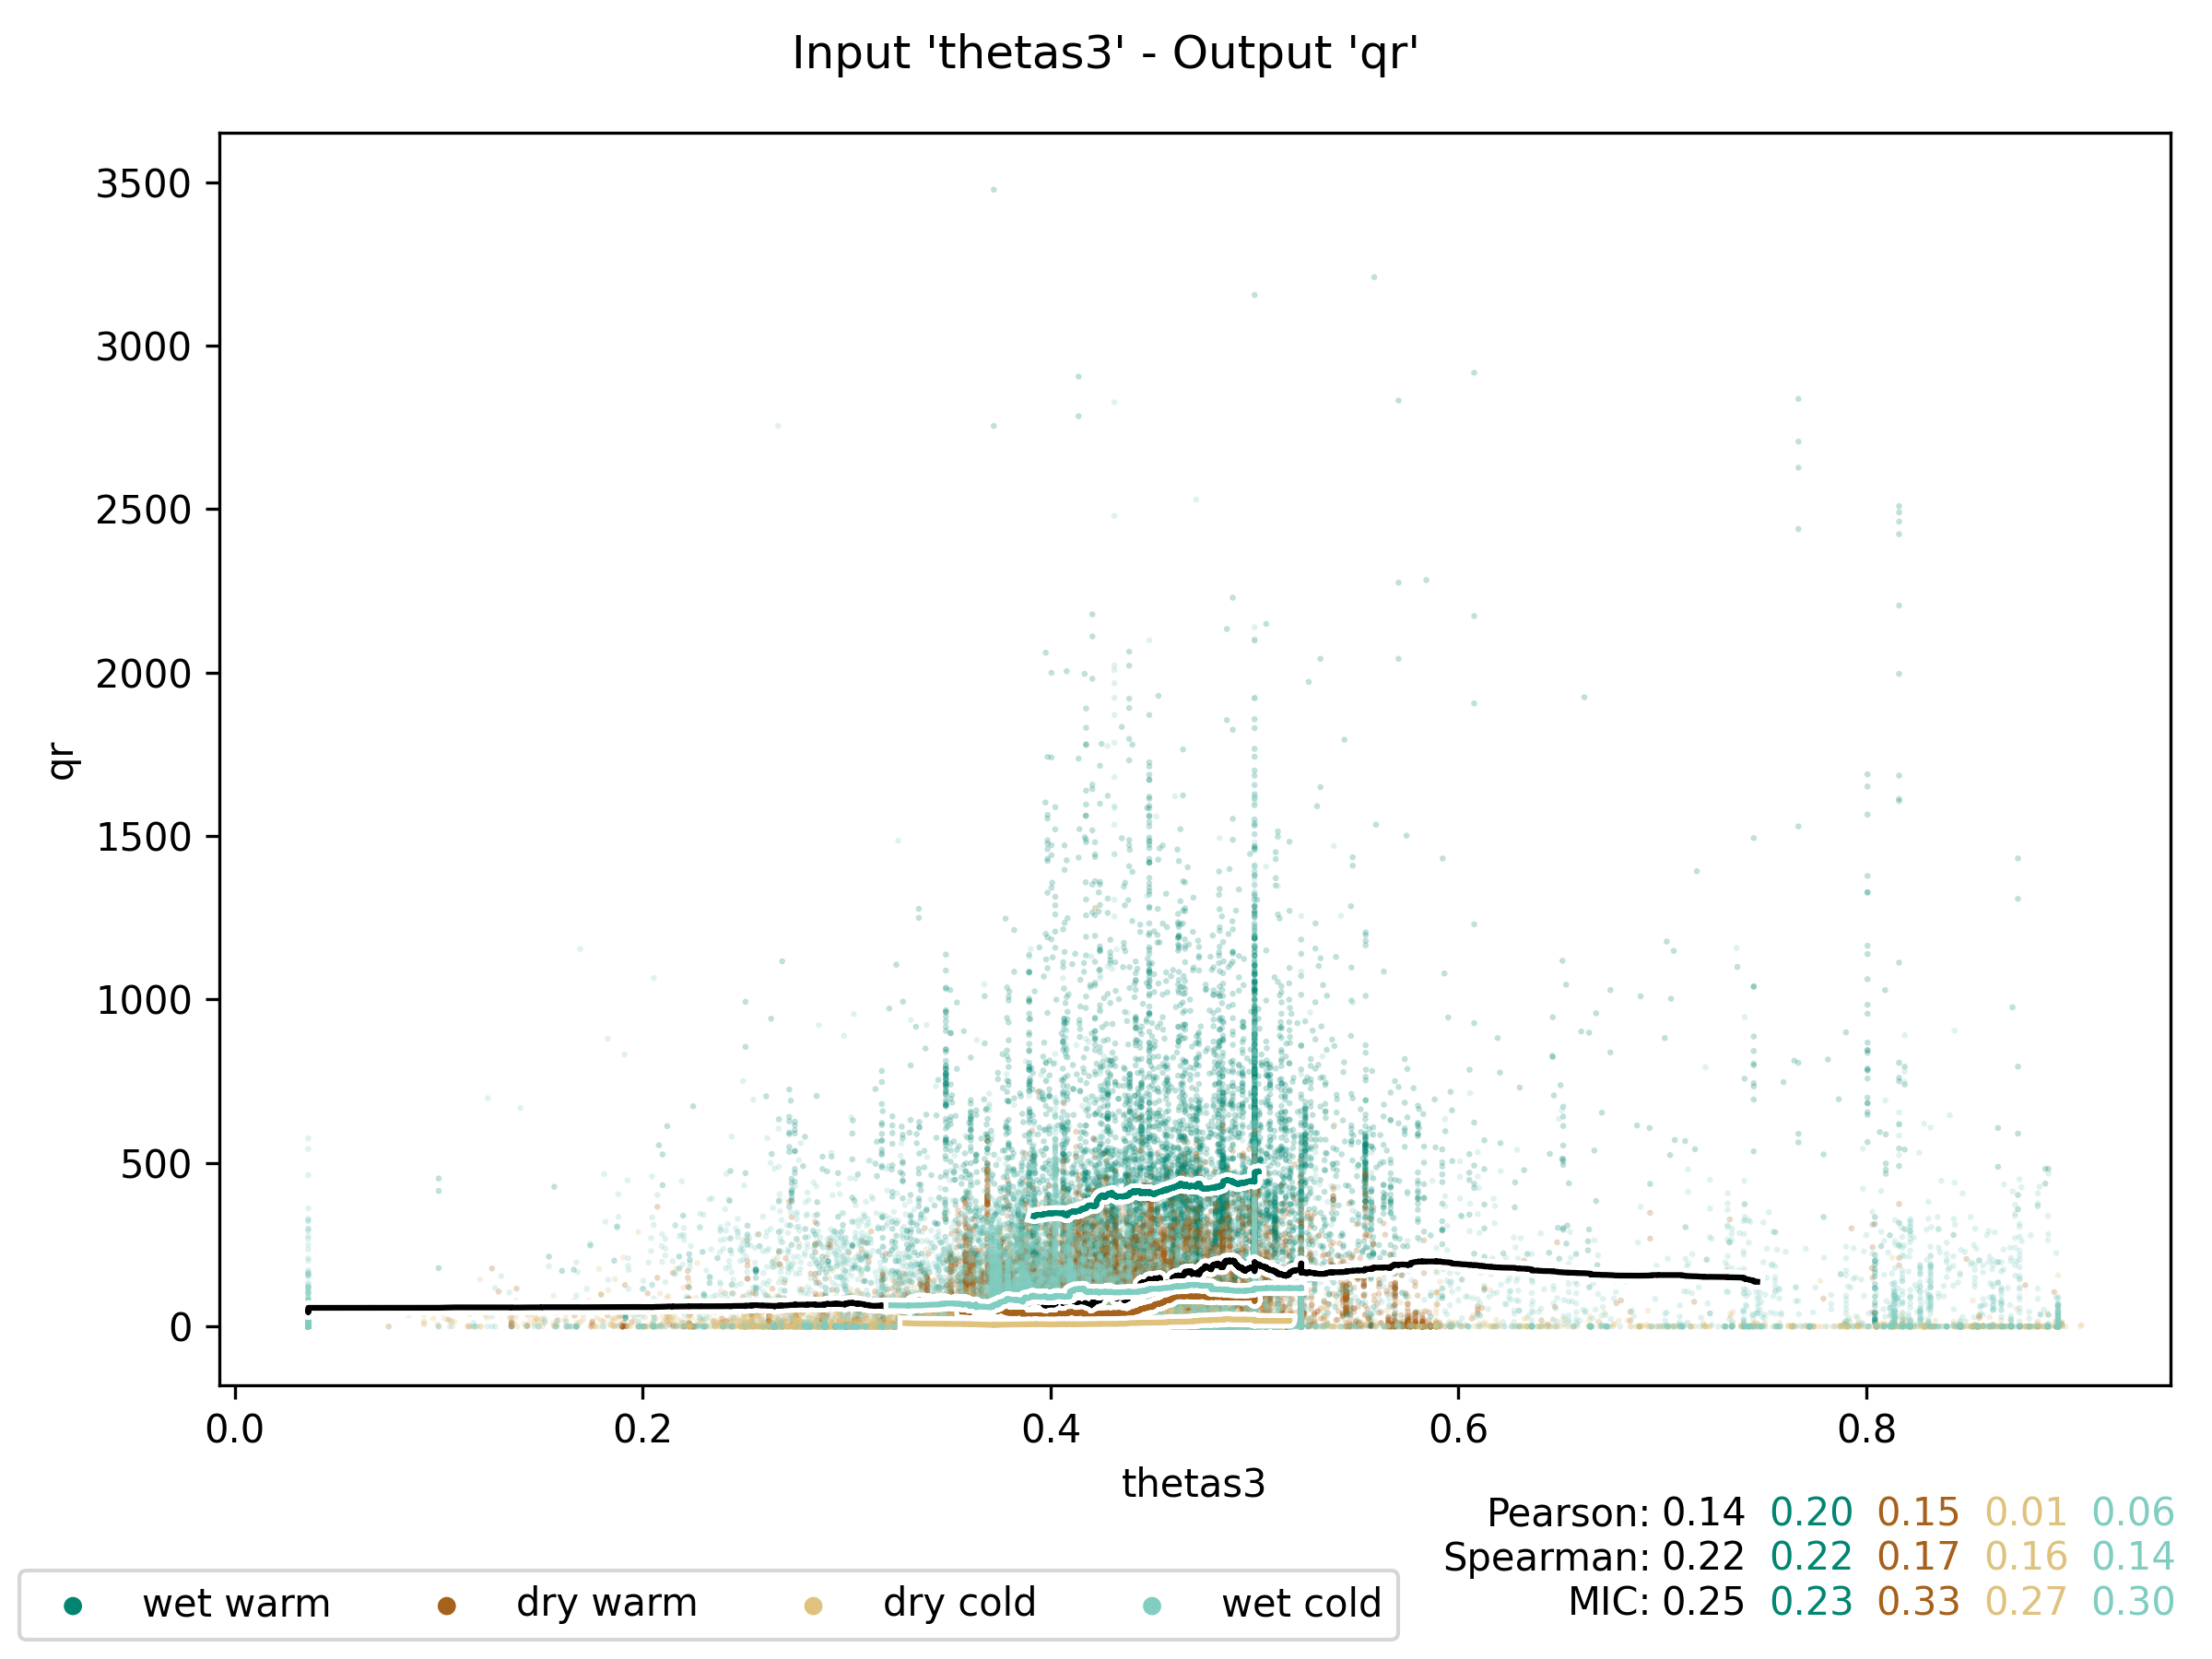 Input 'thetas3' - Output 'qr'
3500
3000
2500
2000
1500
1000
500
0
qr
0.0 0.2 0.4 0.6 0.8
thetas3
Pearson: 0.14 0.20 0.15 0.01 0.06
Spearman: 0.22 0.22 0.17 0.16 0.14
MIC: 0.25 0.23 0.33 0.27 0.30
wet warm dry warm dry cold wet cold